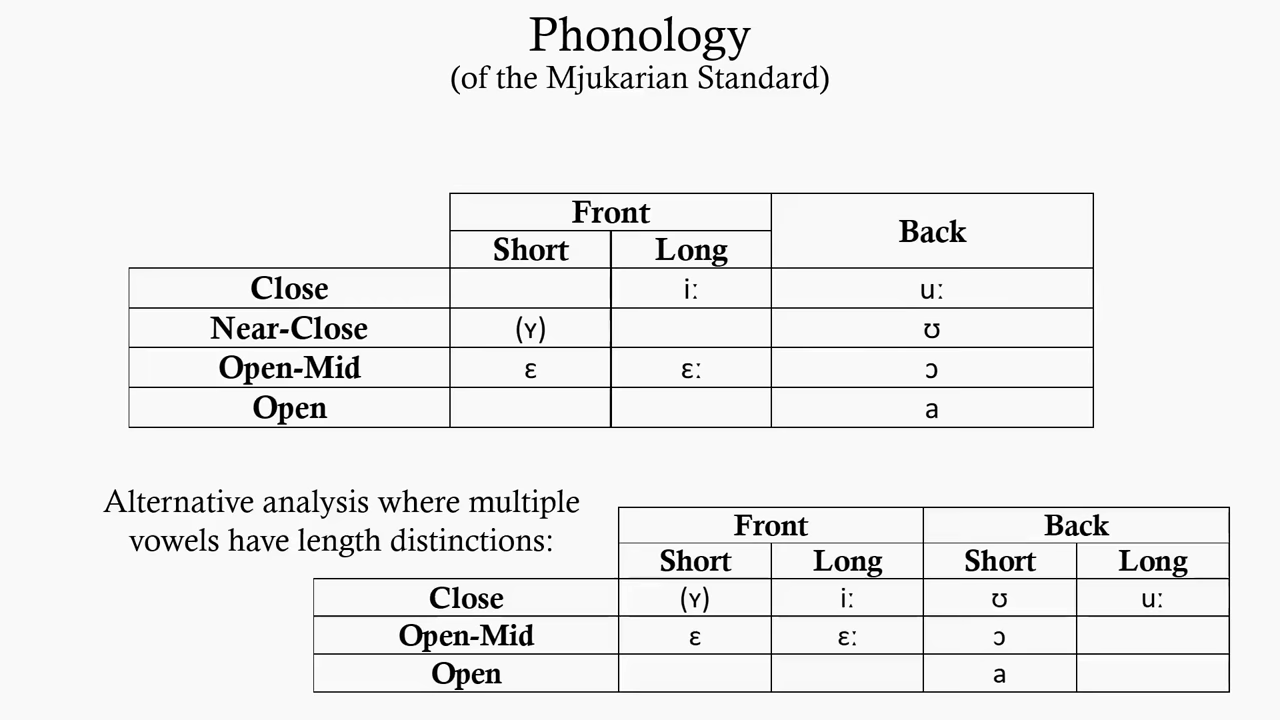 Phonology
(of the Mjukarian Standard)
Front Back
Short Long
Close iː uː
Near-Close (ʏ) ʊ
Open-Mid ɛ ɛː ɔ
Open a
Alternative analysis where multiple
vowels have length distinctions:
Front Back
Short Long Short Long
Close (ʏ) iː ʊ uː
Open-Mid ɛ ɛː ɔ
Open a